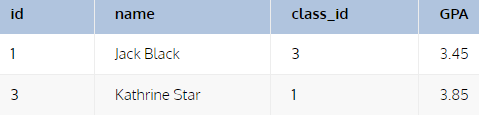 id name class_id GPA
1 Jack Black 3 3.45
3 Kathrine Star 1 3.85